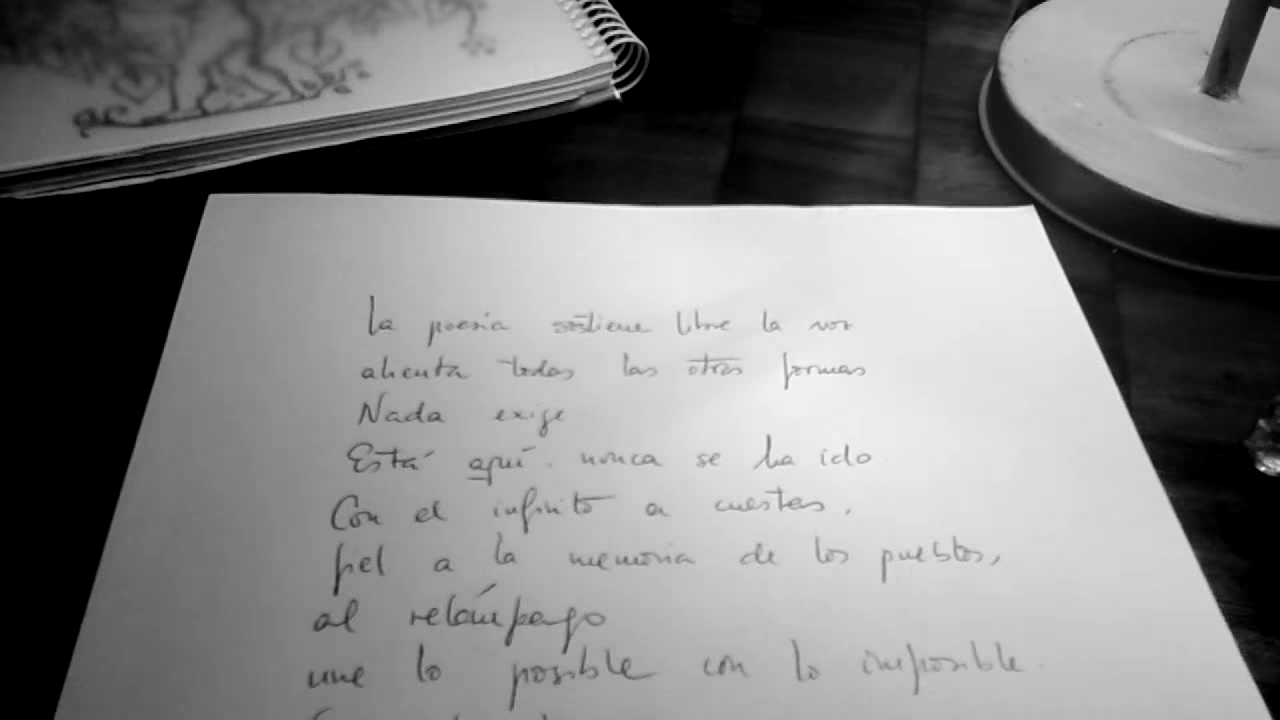 La poesía sostiene libre la voz
alienta todas las otras formas
Nada exige
Está aquí. nunca se ha ido
Con el infinito a cuestas,
fiel a la memoria de los pueblos,
al relámpago
une lo posible con lo imposible.